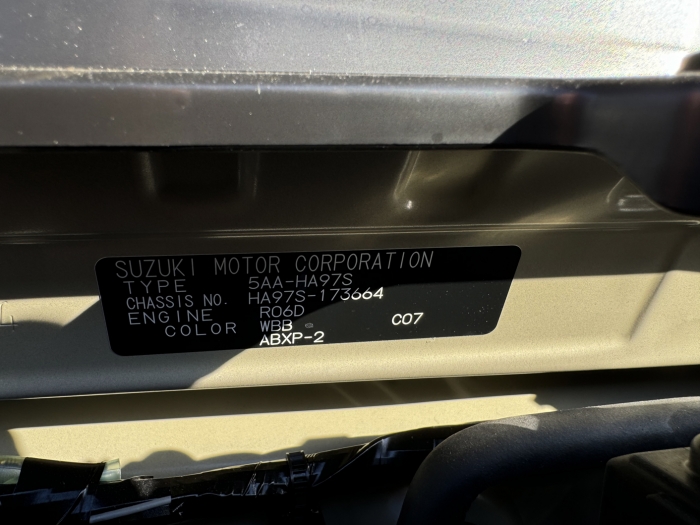 SUZUKI MOTOR CORPORATION
TYPE 5AA-HA97S
CHASSIS NO. HA97S-173664
ENGINE R06D
COLOR WBB C07
ABXP-2